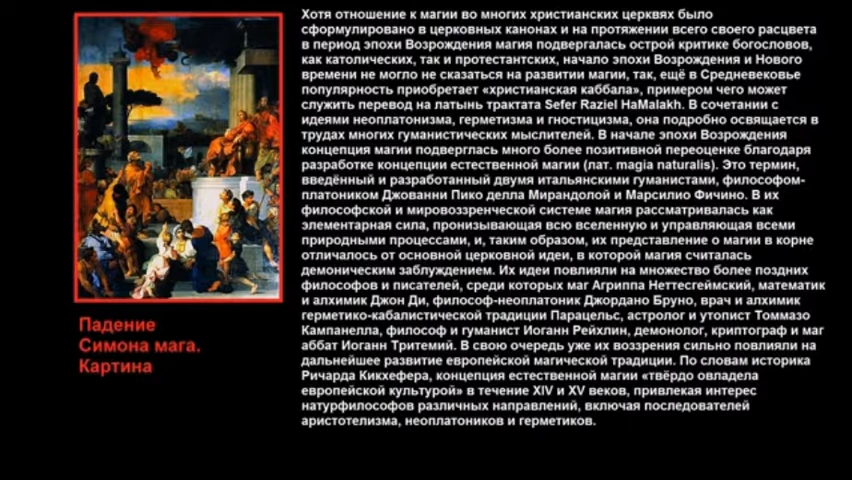 Хотя отношение к магии во многих христианских церквях было
сформулировано в церковных канонах и на протяжении всего своего расцвета
в период эпохи Возрождения магия подвергалась острой критике богословов,
как католических, так и протестантских, начало эпохи Возрождения и Нового
времени не могло не сказаться на развитии магии, так, ещё в Средневековье
популярность приобретает «христианская каббала», примером чего может
служить перевод на латынь трактата Sefer Raziel HaMalakh. В сочетании с
идеями неоплатонизма, герметизма и гностицизма, она подробно освящается в
трудах многих гуманистических мыслителей. В начале эпохи Возрождения
концепция магии подверглась много более позитивной переоценке благодаря
разработке концепции естественной магии (лат. magia naturalis). Это термин,
введённый и разработанный двумя итальянскими гуманистами, философом-
платоником Джованни Пико делла Мирандолой и Марсилио Фичино. В их
философской и мировоззренческой системе магия рассматривалась как
элементарная сила, пронизывающая всю вселенную и управляющая всеми
природными процессами, и, таким образом, их представление о магии в корне
отличалось от основной церковной идеи, в которой магия считалась
демоническим заблуждением. Их идеи повлияли на множество более поздних
философов и писателей, среди которых маг Агриппа Неттесгеймский, математик
и алхимик Джон Ди, философ-неоплатоник Джордано Бруно, врач и алхимик
герметико-кабалистической традиции Парацельс, астролог и утопист Томмазо
Кампанелла, философ и гуманист Иоганн Рейхлин, демонолог, криптограф и маг
аббат Иоганн Тритемий. В свою очередь уже их воззрения сильно повлияли на
дальнейшее развитие европейской магической традиции. По словам историка
Ричарда Кикхефера, концепция естественной магии «твёрдо овладела
европейской культурой» в течение XIV и XV веков, привлекая интерес
натурфилософов различных направлений, включая последователей
аристотелизма, неоплатоников и герметиков.
Падение
Симона мага.
Картина